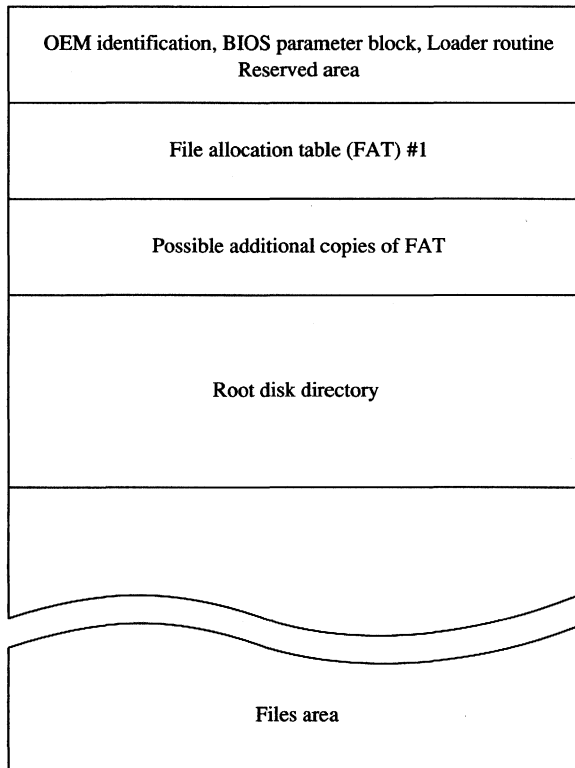 OEM identification, BIOS parameter block, Loader routine
Reserved area
File allocation table (FAT) #1
Possible additional copies of FAT
Root disk directory
Files area